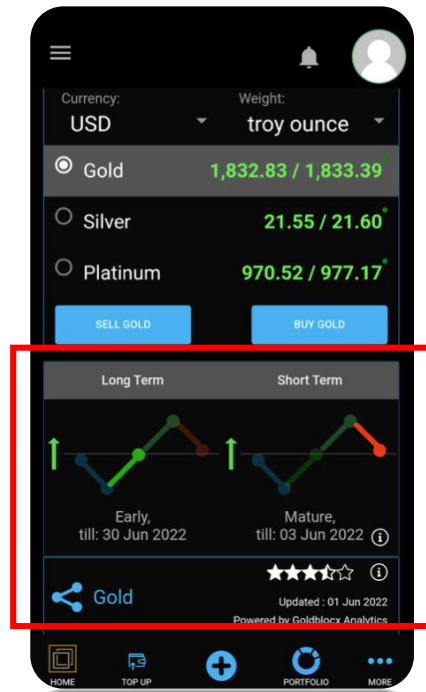 Currency: Weight:
USD troy ounce
Gold 1,832.83 / 1,833.39
Silver 21.55 / 21.60
Platinum 970.52 / 977.17
SELL GOLD BUY GOLD
Long Term Short Term
Early, Mature,
till: 30 Jun 2022 till: 03 Jun 2022
Gold
Updated : 01 Jun 2022
Powered by Goldblocx Analytics
HOME TOP UP PORTFOLIO MORE